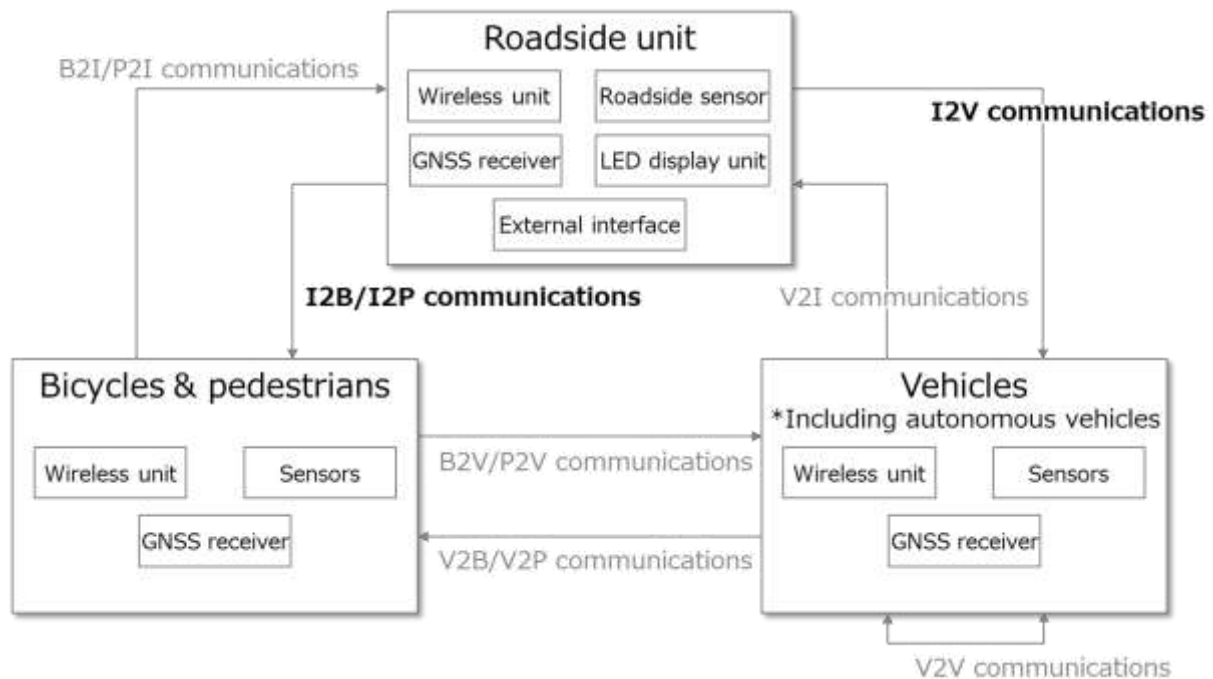 Roadside unit
B2I/P2I communications
Wireless unit
Roadside sensor
I2V communications
GNSS receiver
LED display unit
External interface
I2B/I2P communications
V2I communications
Bicycles & pedestrians
Vehicles
*Including autonomous vehicles
B2V/P2V communications
Wireless unit
Sensors
Wireless unit
Sensors
GNSS receiver
GNSS receiver
V2B/V2P communications
V2V communications